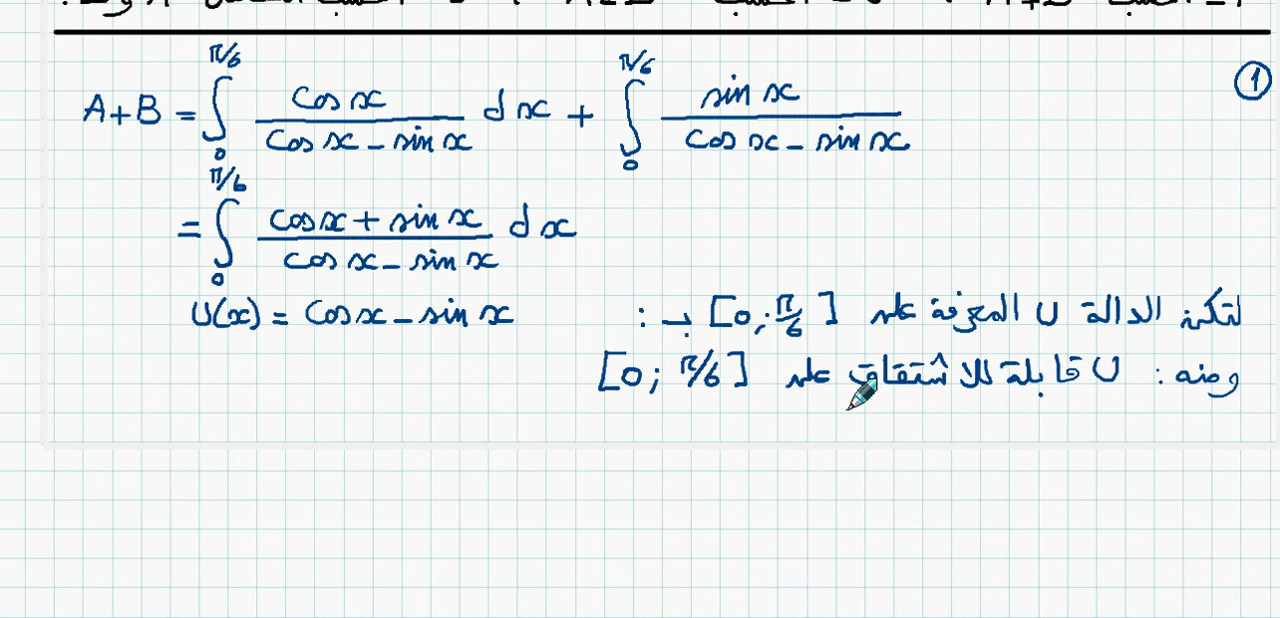 ①
A+B = ∫₀^(π/6) (cos x)/(cos x – sin x) dx + ∫₀^(π/6) (sin x)/(cos x – sin x)
= ∫₀^(π/6) (cos x + sin x)/(cos x – sin x) dx
لتكن الدالة U المعرفة على [0 ; π/6] بـ : U(x) = cos x – sin x
ومنه : U قابلة للاشتقاق على [0 ; π/6]